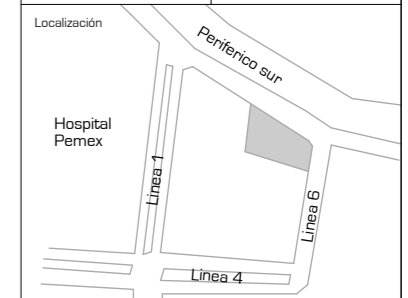 Localización
Periferico sur
Hospital
Pemex
Linea 1
Linea 6
Linea 4